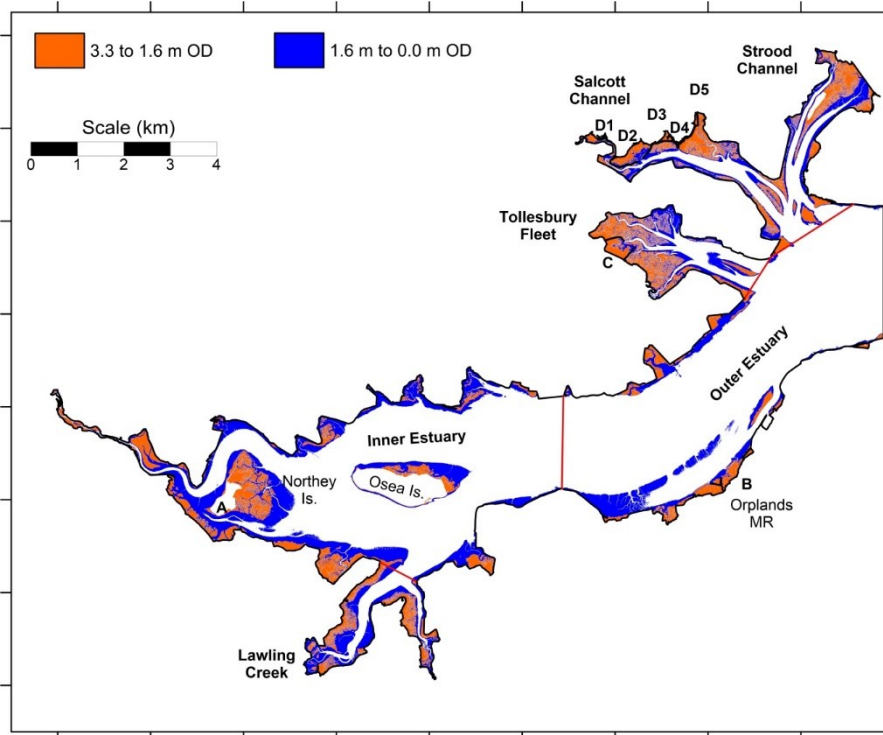 3.3 to 1.6 m OD
1.6 m to 0.0 m OD
Strood
Channel
Salcott
Channel
D1
D2
D3
D4
D5
Scale (km)
0 1 2 3 4
Tollesbury
Fleet
C
Outer Estuary
Inner Estuary
Northey
Is.
Osea Is.
A
B
Orplands
MR
Lawling
Creek